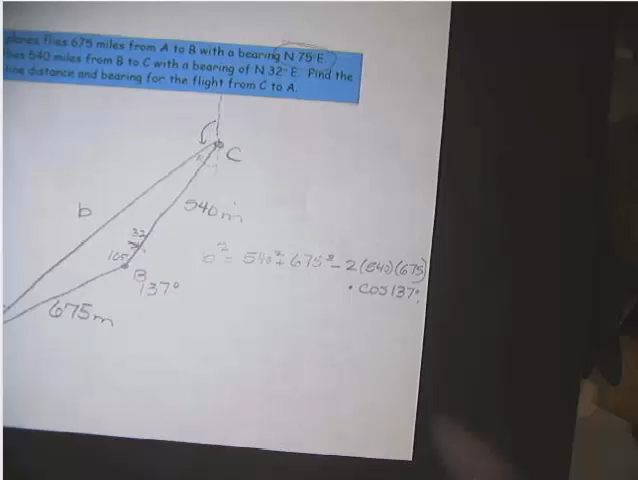 planes flies 675 miles from A to B with a bearing N 75° E.
flies 540 miles from B to C with a bearing of N 32° E. Find the
line distance and bearing for the flight from C to A.
C
b
540 m
32
105
B
137°
b² = 540² + 675² - 2(540)(675)
• cos 137°
675 m